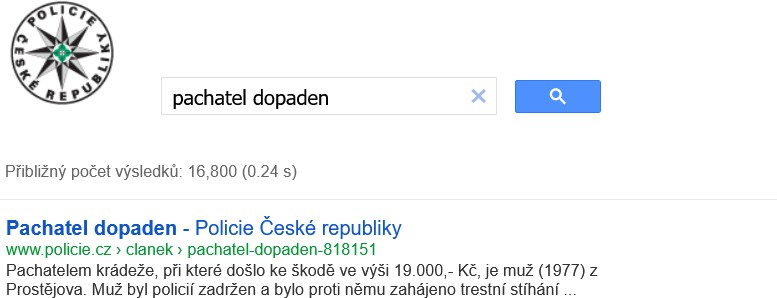 POLICIE
ČESKÉ REPUBLIKY
pachatel dopaden
Přibližný počet výsledků: 16,800 (0.24 s)
Pachatel dopaden - Policie České republiky
www.policie.cz › clanek › pachatel-dopaden-818151
Pachatelem krádeže, při které došlo ke škodě ve výši 19.000,- Kč, je muž (1977) z
Prostějova. Muž byl policií zadržen a bylo proti němu zahájeno trestní stíhání ...